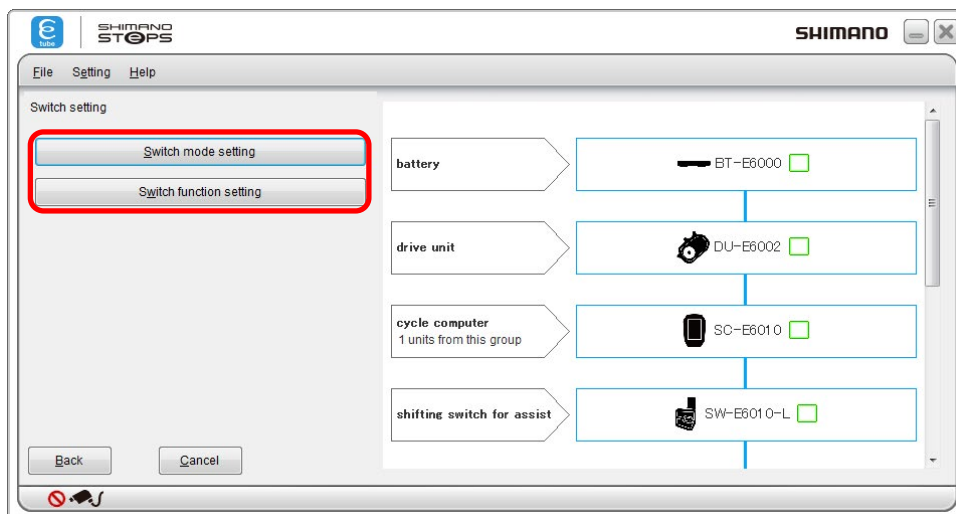 E
tube
SHIMANO
STEPS
SHIMANO
File Setting Help
Switch setting
Switch mode setting
Switch function setting
battery
BT-E6000
drive unit
DU-E6002
cycle computer
1 units from this group
SC-E6010
shifting switch for assist
SW-E6010-L
Back
Cancel